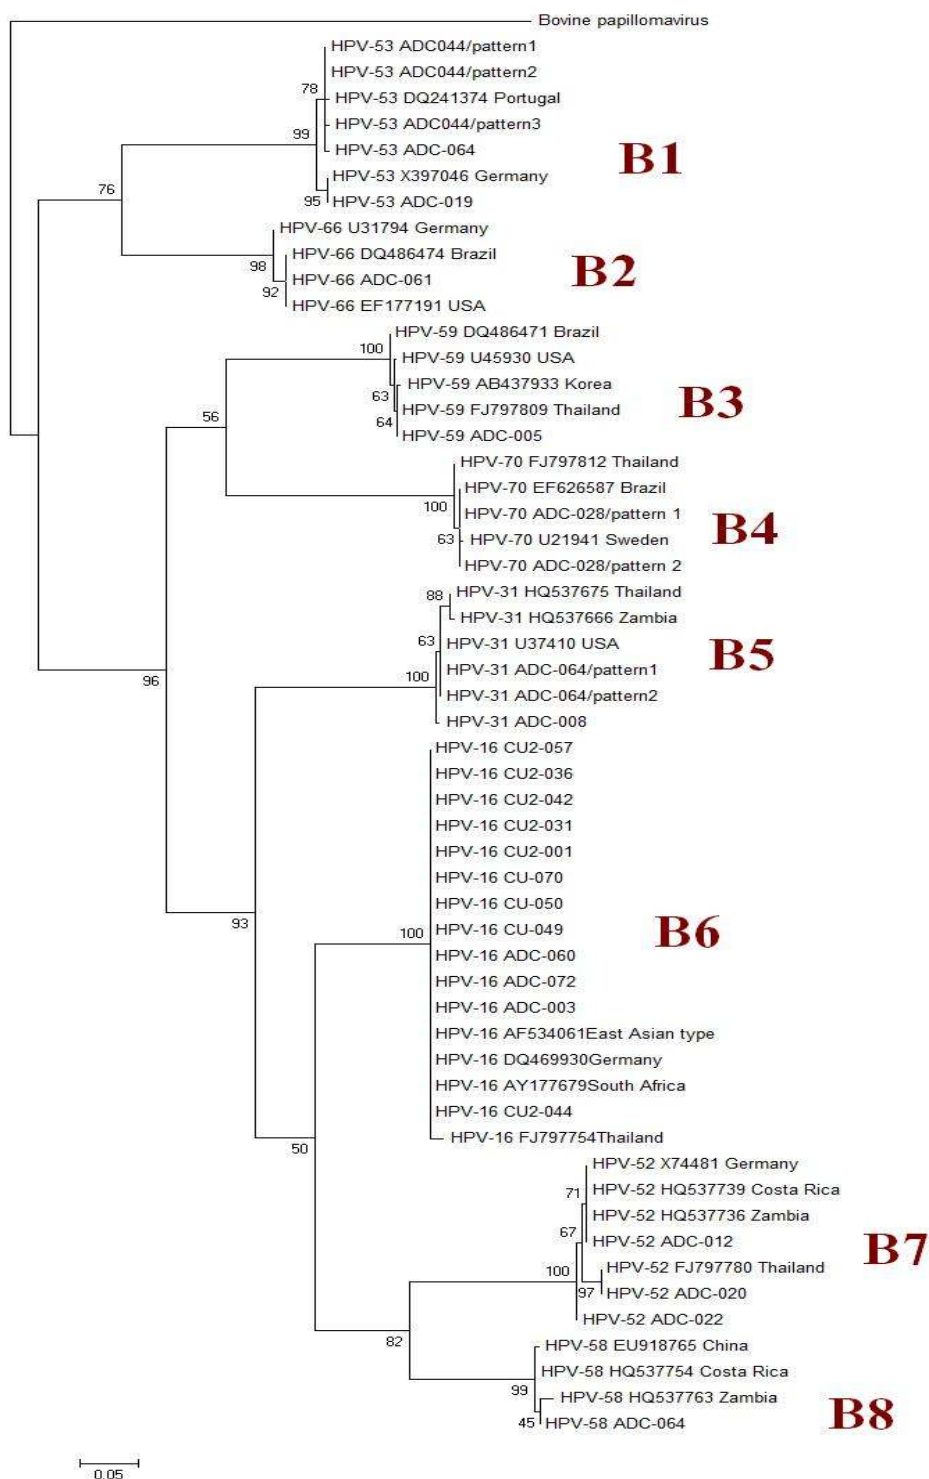 Bovine papillomavirus
HPV-53 ADC044/pattern1
HPV-53 ADC044/pattern2
78
HPV-53 DQ241374 Portugal
HPV-53 ADC044/pattern3
99
HPV-53 ADC-064
B1
HPV-53 X397046 Germany
76
95
HPV-53 ADC-019
HPV-66 U31794 Germany
HPV-66 DQ486474 Brazil
98
B2
HPV-66 ADC-061
92
HPV-66 EF177191 USA
HPV-59 DQ486471 Brazil
100
HPV-59 U45930 USA
HPV-59 AB437933 Korea
63
B3
HPV-59 FJ797809 Thailand
56
64
HPV-59 ADC-005
HPV-70 FJ797812 Thailand
HPV-70 EF626587 Brazil
100
HPV-70 ADC-028/pattern 1
B4
63
HPV-70 U21941 Sweden
HPV-70 ADC-028/pattern 2
88
HPV-31 HQ537675 Thailand
HPV-31 HQ537666 Zambia
63
HPV-31 U37410 USA
B5
HPV-31 ADC-064/pattern1
100
96
HPV-31 ADC-064/pattern2
HPV-31 ADC-008
HPV-16 CU2-057
HPV-16 CU2-036
HPV-16 CU2-042
HPV-16 CU2-031
HPV-16 CU2-001
HPV-16 CU-070
HPV-16 CU-050
93
HPV-16 CU-049
B6
100
HPV-16 ADC-060
HPV-16 ADC-072
HPV-16 ADC-003
HPV-16 AF534061East Asian type
HPV-16 DQ469930Germany
HPV-16 AY177679South Africa
HPV-16 CU2-044
HPV-16 FJ797754Thailand
50
HPV-52 X74481 Germany
71
HPV-52 HQ537739 Costa Rica
HPV-52 HQ537736 Zambia
67
HPV-52 ADC-012
B7
HPV-52 FJ797780 Thailand
100
97
HPV-52 ADC-020
HPV-52 ADC-022
82
HPV-58 EU918765 China
HPV-58 HQ537754 Costa Rica
99
HPV-58 HQ537763 Zambia
B8
45
HPV-58 ADC-064
0.05